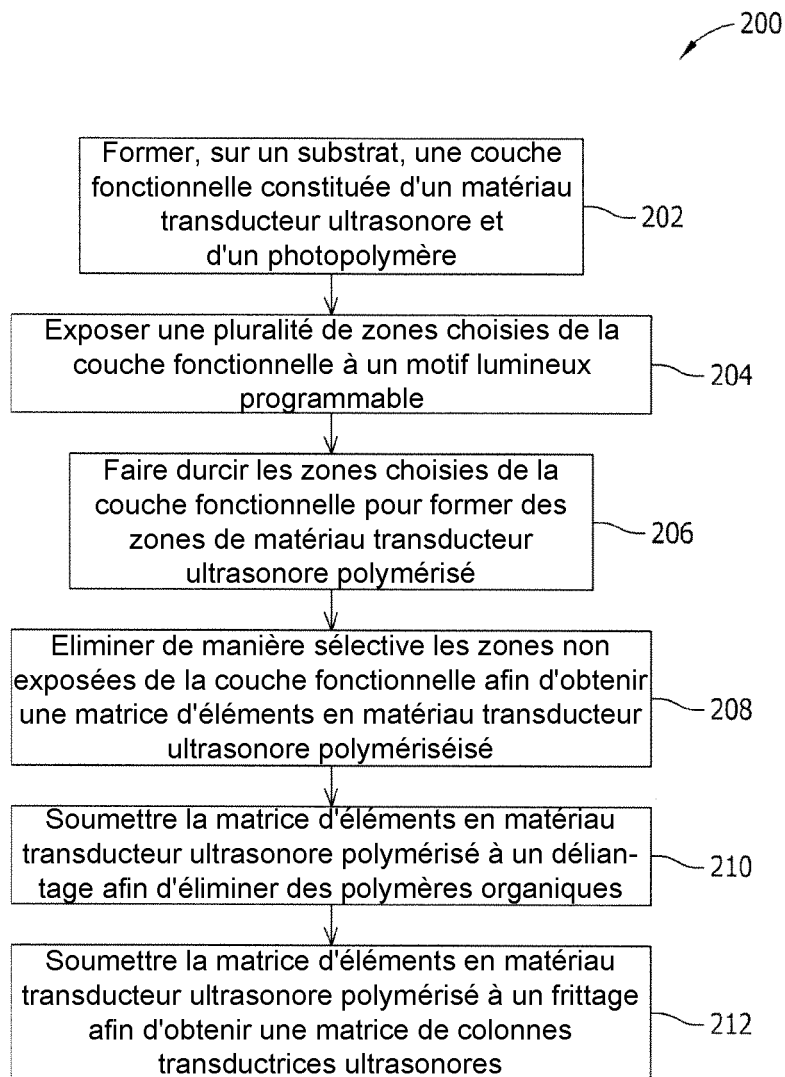 200
Former, sur un substrat, une couche
fonctionnelle constituée d'un matériau
transducteur ultrasonore et
d'un photopolymère
202
Exposer une pluralité de zones choisies de la
couche fonctionnelle à un motif lumineux
programmable
204
Faire durcir les zones choisies de la
couche fonctionnelle pour former des
zones de matériau transducteur
ultrasonore polymérisé
206
Eliminer de manière sélective les zones non
exposées de la couche fonctionnelle afin d'obtenir
une matrice d'éléments en matériau transducteur
ultrasonore polymériséisé
208
Soumettre la matrice d'éléments en matériau
transducteur ultrasonore polymérisé à un délian-
tage afin d'éliminer des polymères organiques
210
Soumettre la matrice d'éléments en matériau
transducteur ultrasonore polymérisé à un frittage
afin d'obtenir une matrice de colonnes
transductrices ultrasonores
212